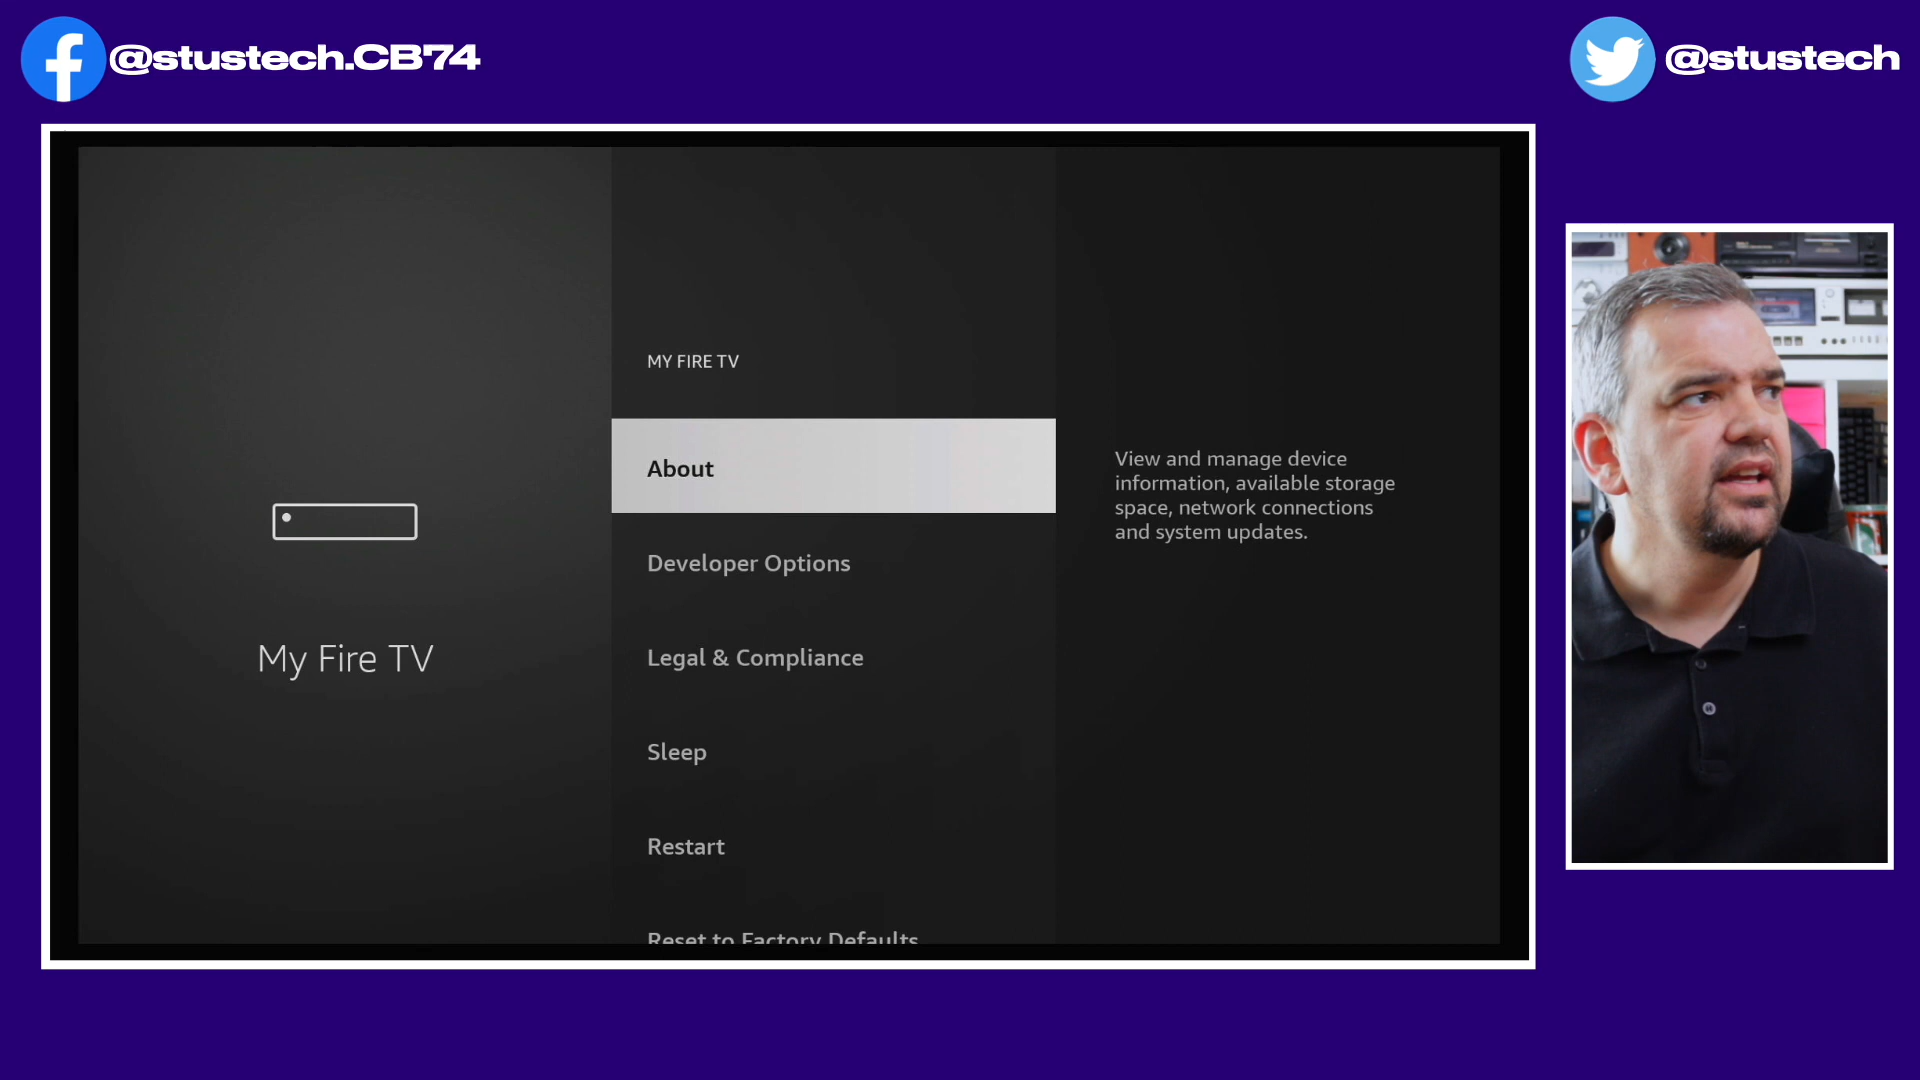 @stustech.CB74
@stustech
MY FIRE TV
About
View and manage device
information, available storage
space, network connections
and system updates.
Developer Options
Legal & Compliance
My Fire TV
Sleep
Restart
Reset to Factory Defaults